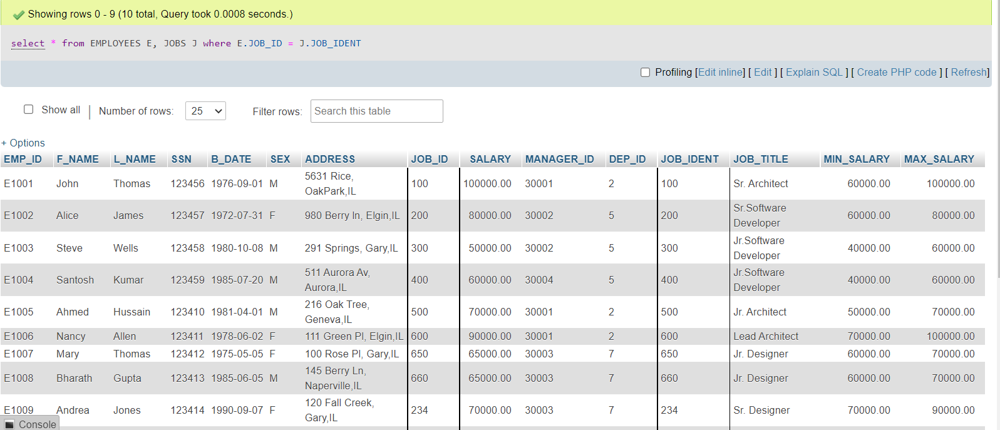 Showing rows 0 - 9 (10 total, Query took 0.0008 seconds.)
select * from EMPLOYEES E, JOBS J where E.JOB_ID = J.JOB_IDENT
Profiling [Edit inline] [ Edit ] [ Explain SQL ] [ Create PHP code ] [ Refresh]
Show all | Number of rows: 25 Filter rows: Search this table
+ Options
EMP_ID F_NAME L_NAME SSN B_DATE SEX ADDRESS JOB_ID SALARY MANAGER_ID DEP_ID JOB_IDENT JOB_TITLE MIN_SALARY MAX_SALARY
E1001 John Thomas 123456 1976-09-01 M 5631 Rice, OakPark,IL 100 100000.00 30001 2 100 Sr. Architect 60000.00 100000.00
E1002 Alice James 123457 1972-07-31 F 980 Berry ln, Elgin,IL 200 80000.00 30002 5 200 Sr.Software Developer 60000.00 80000.00
E1003 Steve Wells 123458 1980-10-08 M 291 Springs, Gary,IL 300 50000.00 30002 5 300 Jr.Software Developer 40000.00 60000.00
E1004 Santosh Kumar 123459 1985-07-20 M 511 Aurora Av, Aurora,IL 400 60000.00 30004 5 400 Jr.Software Developer 40000.00 60000.00
E1005 Ahmed Hussain 123410 1981-04-01 M 216 Oak Tree, Geneva,IL 500 70000.00 30001 2 500 Jr. Architect 50000.00 70000.00
E1006 Nancy Allen 123411 1978-06-02 F 111 Green Pl, Elgin,IL 600 90000.00 30001 2 600 Lead Architect 70000.00 100000.00
E1007 Mary Thomas 123412 1975-05-05 F 100 Rose Pl, Gary,IL 650 65000.00 30003 7 650 Jr. Designer 60000.00 70000.00
E1008 Bharath Gupta 123413 1985-06-05 M 145 Berry Ln, Naperville,IL 660 65000.00 30003 7 660 Jr. Designer 60000.00 70000.00
E1009 Andrea Jones 123414 1990-09-07 F 120 Fall Creek, Gary,IL 234 70000.00 30003 7 234 Sr. Designer 70000.00 90000.00
Console